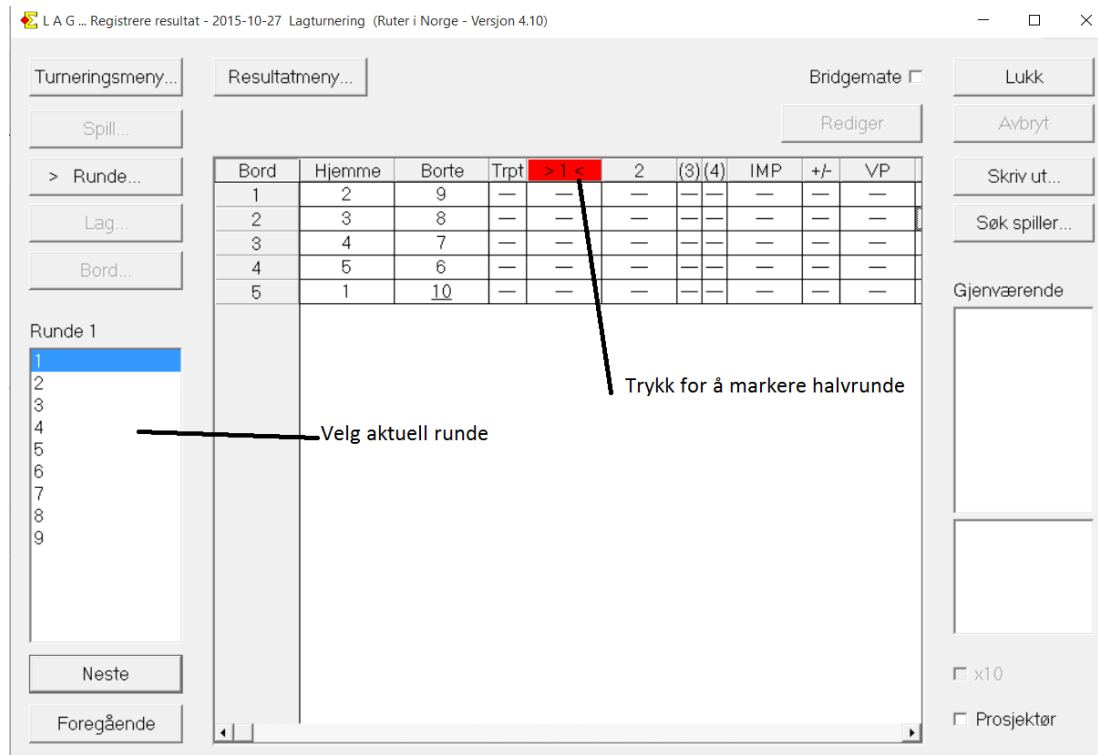 L A G ... Registrere resultat - 2015-10-27  Lagturnering  (Ruter i Norge - Versjon 4.10)
Turneringsmeny... Resultatmeny... Bridgemate Lukk
Spill... Rediger Avbryt
> Runde... Skriv ut...
Lag... Søk spiller...
Bord...
Bord Hjemme Borte Trpt > 1 < 2 (3) (4) IMP +/- VP
1 2 9 — — — — — — — —
2 3 8 — — — — — — — —
3 4 7 — — — — — — — —
4 5 6 — — — — — — — —
5 1 10 — — — — — — — —
Gjenværende
Runde 1
1
2
3
4
5
6
7
8
9
Trykk for å markere halvrunde
Velg aktuell runde
Neste
Foregående
x10
Prosjektør